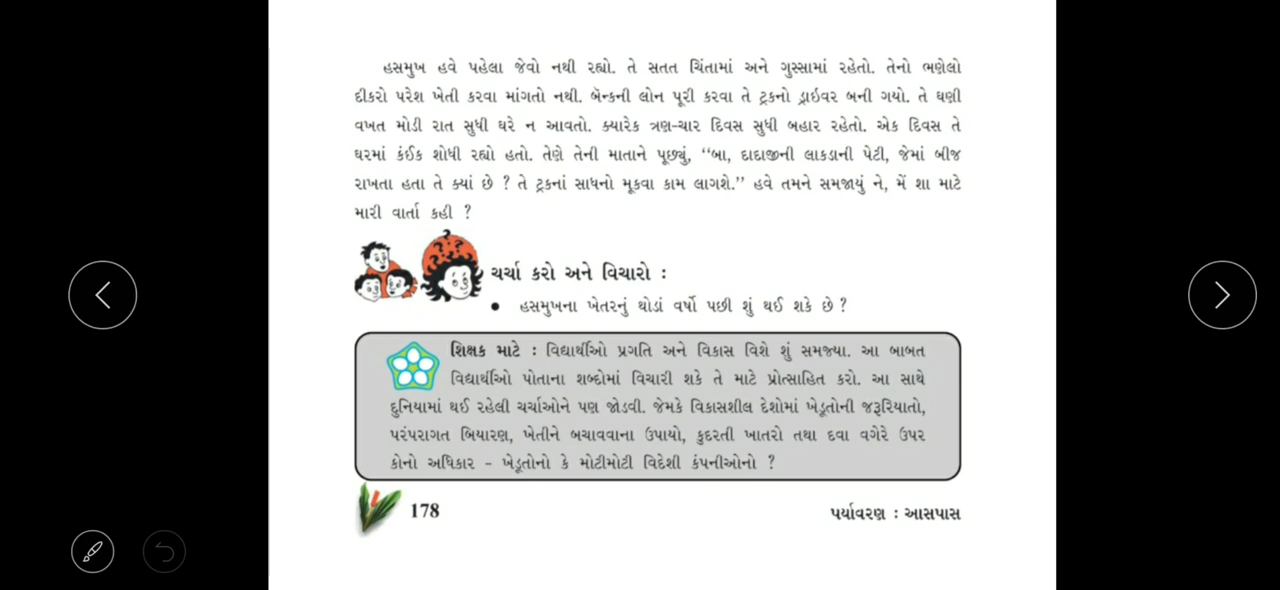 હસમુખ હવે પહેલા જેવો નથી રહ્યો. તે સતત ચિંતામાં અને ગુસ્સામાં રહેતો. તેનો ભણેલો
દીકરો પરેશ ખેતી કરવા માંગતો નથી. બૅન્કની લોન પૂરી કરવા તે ટ્રકનો ડ્રાઇવર બની ગયો. તે ઘણી
વખત મોડી રાત સુધી ઘરે ન આવતો. ક્યારેક ત્રણ-ચાર દિવસ સુધી બહાર રહેતો. એક દિવસ તે
ઘરમાં કંઈક શોધી રહ્યો હતો. તેણે તેની માતાને પૂછ્યું, “બા, દાદાજીની લાકડાની પેટી, જેમાં બીજ
રાખતા હતા તે ક્યાં છે ? તે ટ્રકનાં સાધનો મૂકવા કામ લાગશે.” હવે તમને સમજાયું ને, મેં શા માટે
મારી વાર્તા કહી ?
ચર્ચા કરો અને વિચારો :
• હસમુખના ખેતરનું થોડાં વર્ષો પછી શું થઈ શકે છે ?
શિક્ષક માટે : વિદ્યાર્થીઓ પ્રગતિ અને વિકાસ વિશે શું સમજ્યા. આ બાબત
વિદ્યાર્થીઓ પોતાના શબ્દોમાં વિચારી શકે તે માટે પ્રોત્સાહિત કરો. આ સાથે
દુનિયામાં થઈ રહેલી ચર્ચાઓને પણ જોડવી. જેમકે વિકાસશીલ દેશોમાં ખેડૂતોની જરૂરિયાતો,
પરંપરાગત બિયારણ, ખેતીને બચાવવાના ઉપાયો, કુદરતી ખાતરો તથા દવા વગેરે ઉપર
કોનો અધિકાર – ખેડૂતોનો કે મોટીમોટી વિદેશી કંપનીઓનો ?
178
પર્યાવરણ : આસપાસ